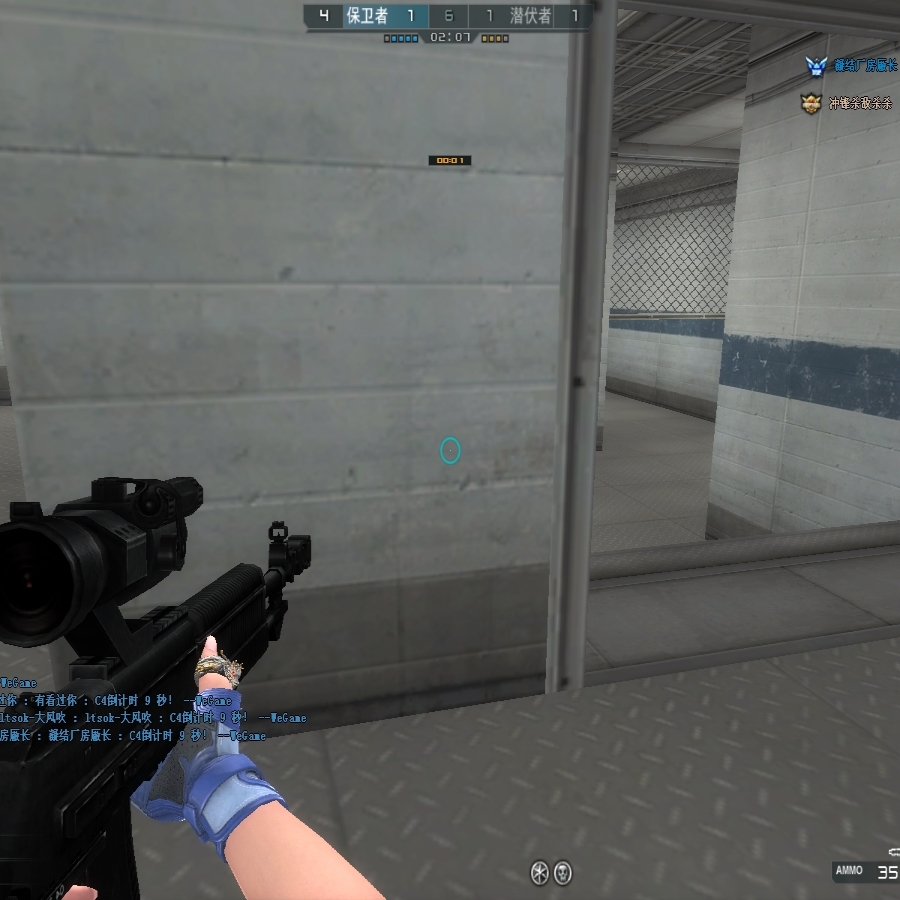 4 保卫者 1 6 1 潜伏者 1
02:07
凝结厂房厰长
冲锋杀敌杀杀
00:01
WeGame
过你 : 有看过你 : C4倒计时 9 秒! --WeGame
ltsok-大风吹 : ltsok-大风吹 : C4倒计时 9 秒! --WeGame
房厰长 : 凝结厂房厰长 : C4倒计时 9 秒! --WeGame
AMMO 35